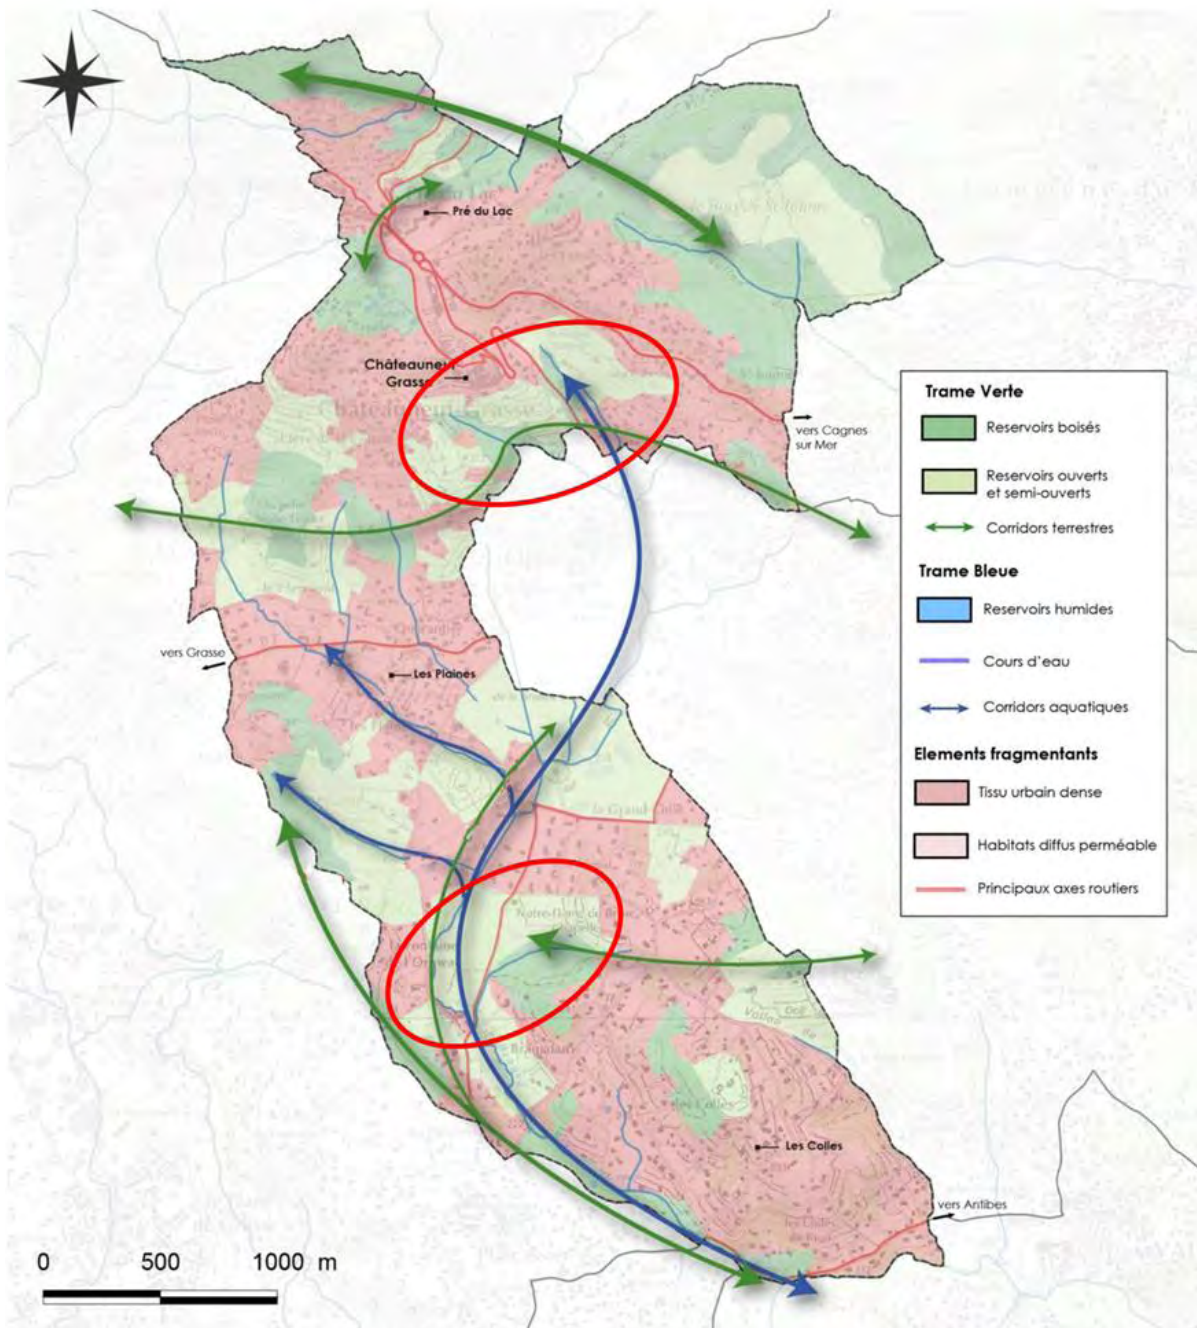 Pré du Lac
Châteauneuf
Grasse
Châteauneuf-Grasse
vers Cagnes
sur Mer
vers Grasse
Les Plaines
Les Colles
vers Antibes
0 500 1000 m
Trame Verte
Reservoirs boisés
Reservoirs ouverts
et semi-ouverts
Corridors terrestres
Trame Bleue
Reservoirs humides
Cours d'eau
Corridors aquatiques
Elements fragmentants
Tissu urbain dense
Habitats diffus perméable
Principaux axes routiers